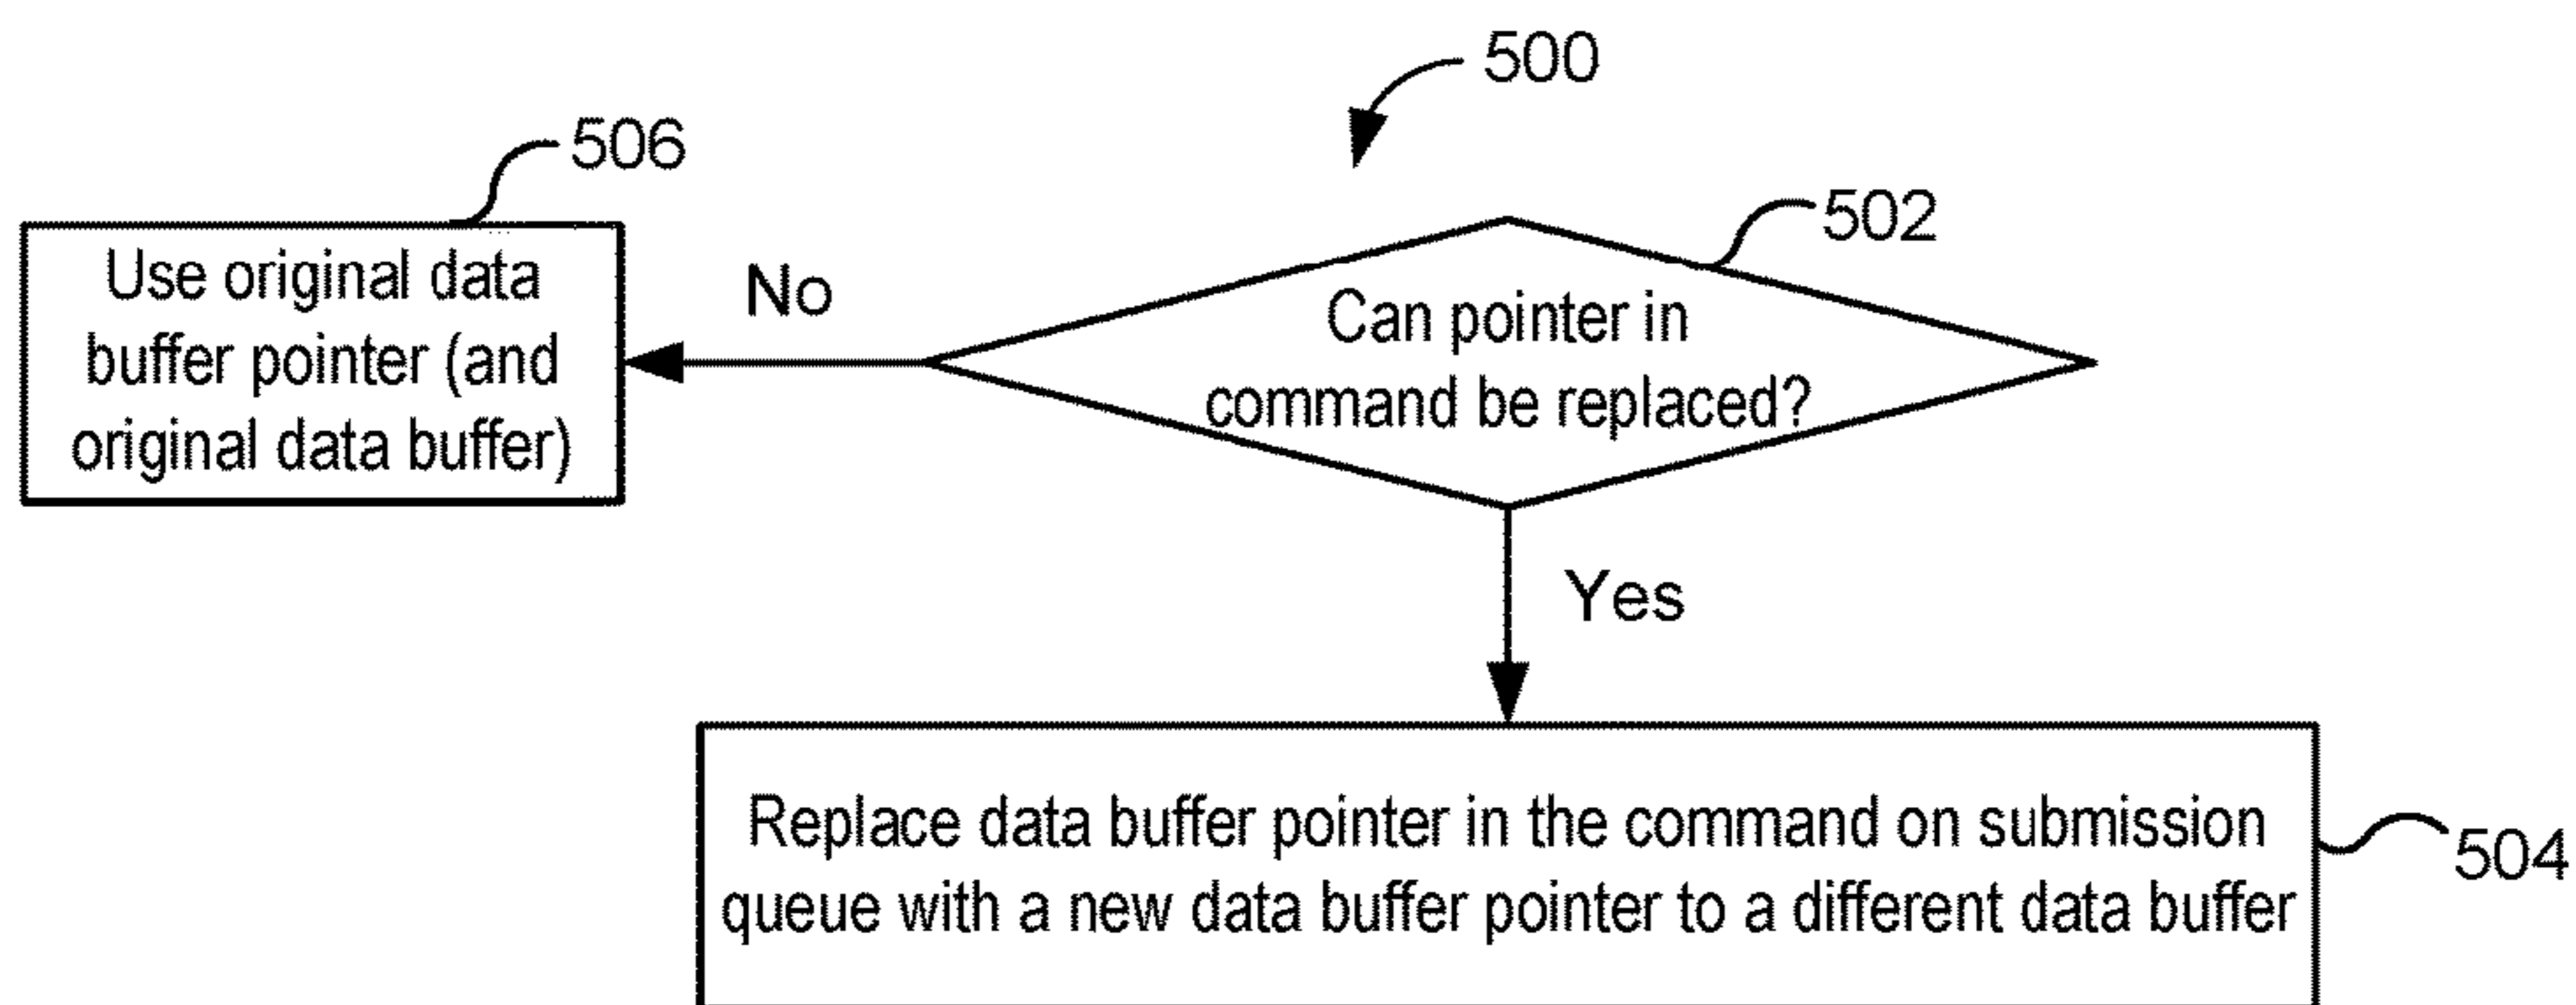 500
506
502
Use original data
buffer pointer (and
original data buffer)
No
Can pointer in
command be replaced?
Yes
Replace data buffer pointer in the command on submission
queue with a new data buffer pointer to a different data buffer
504